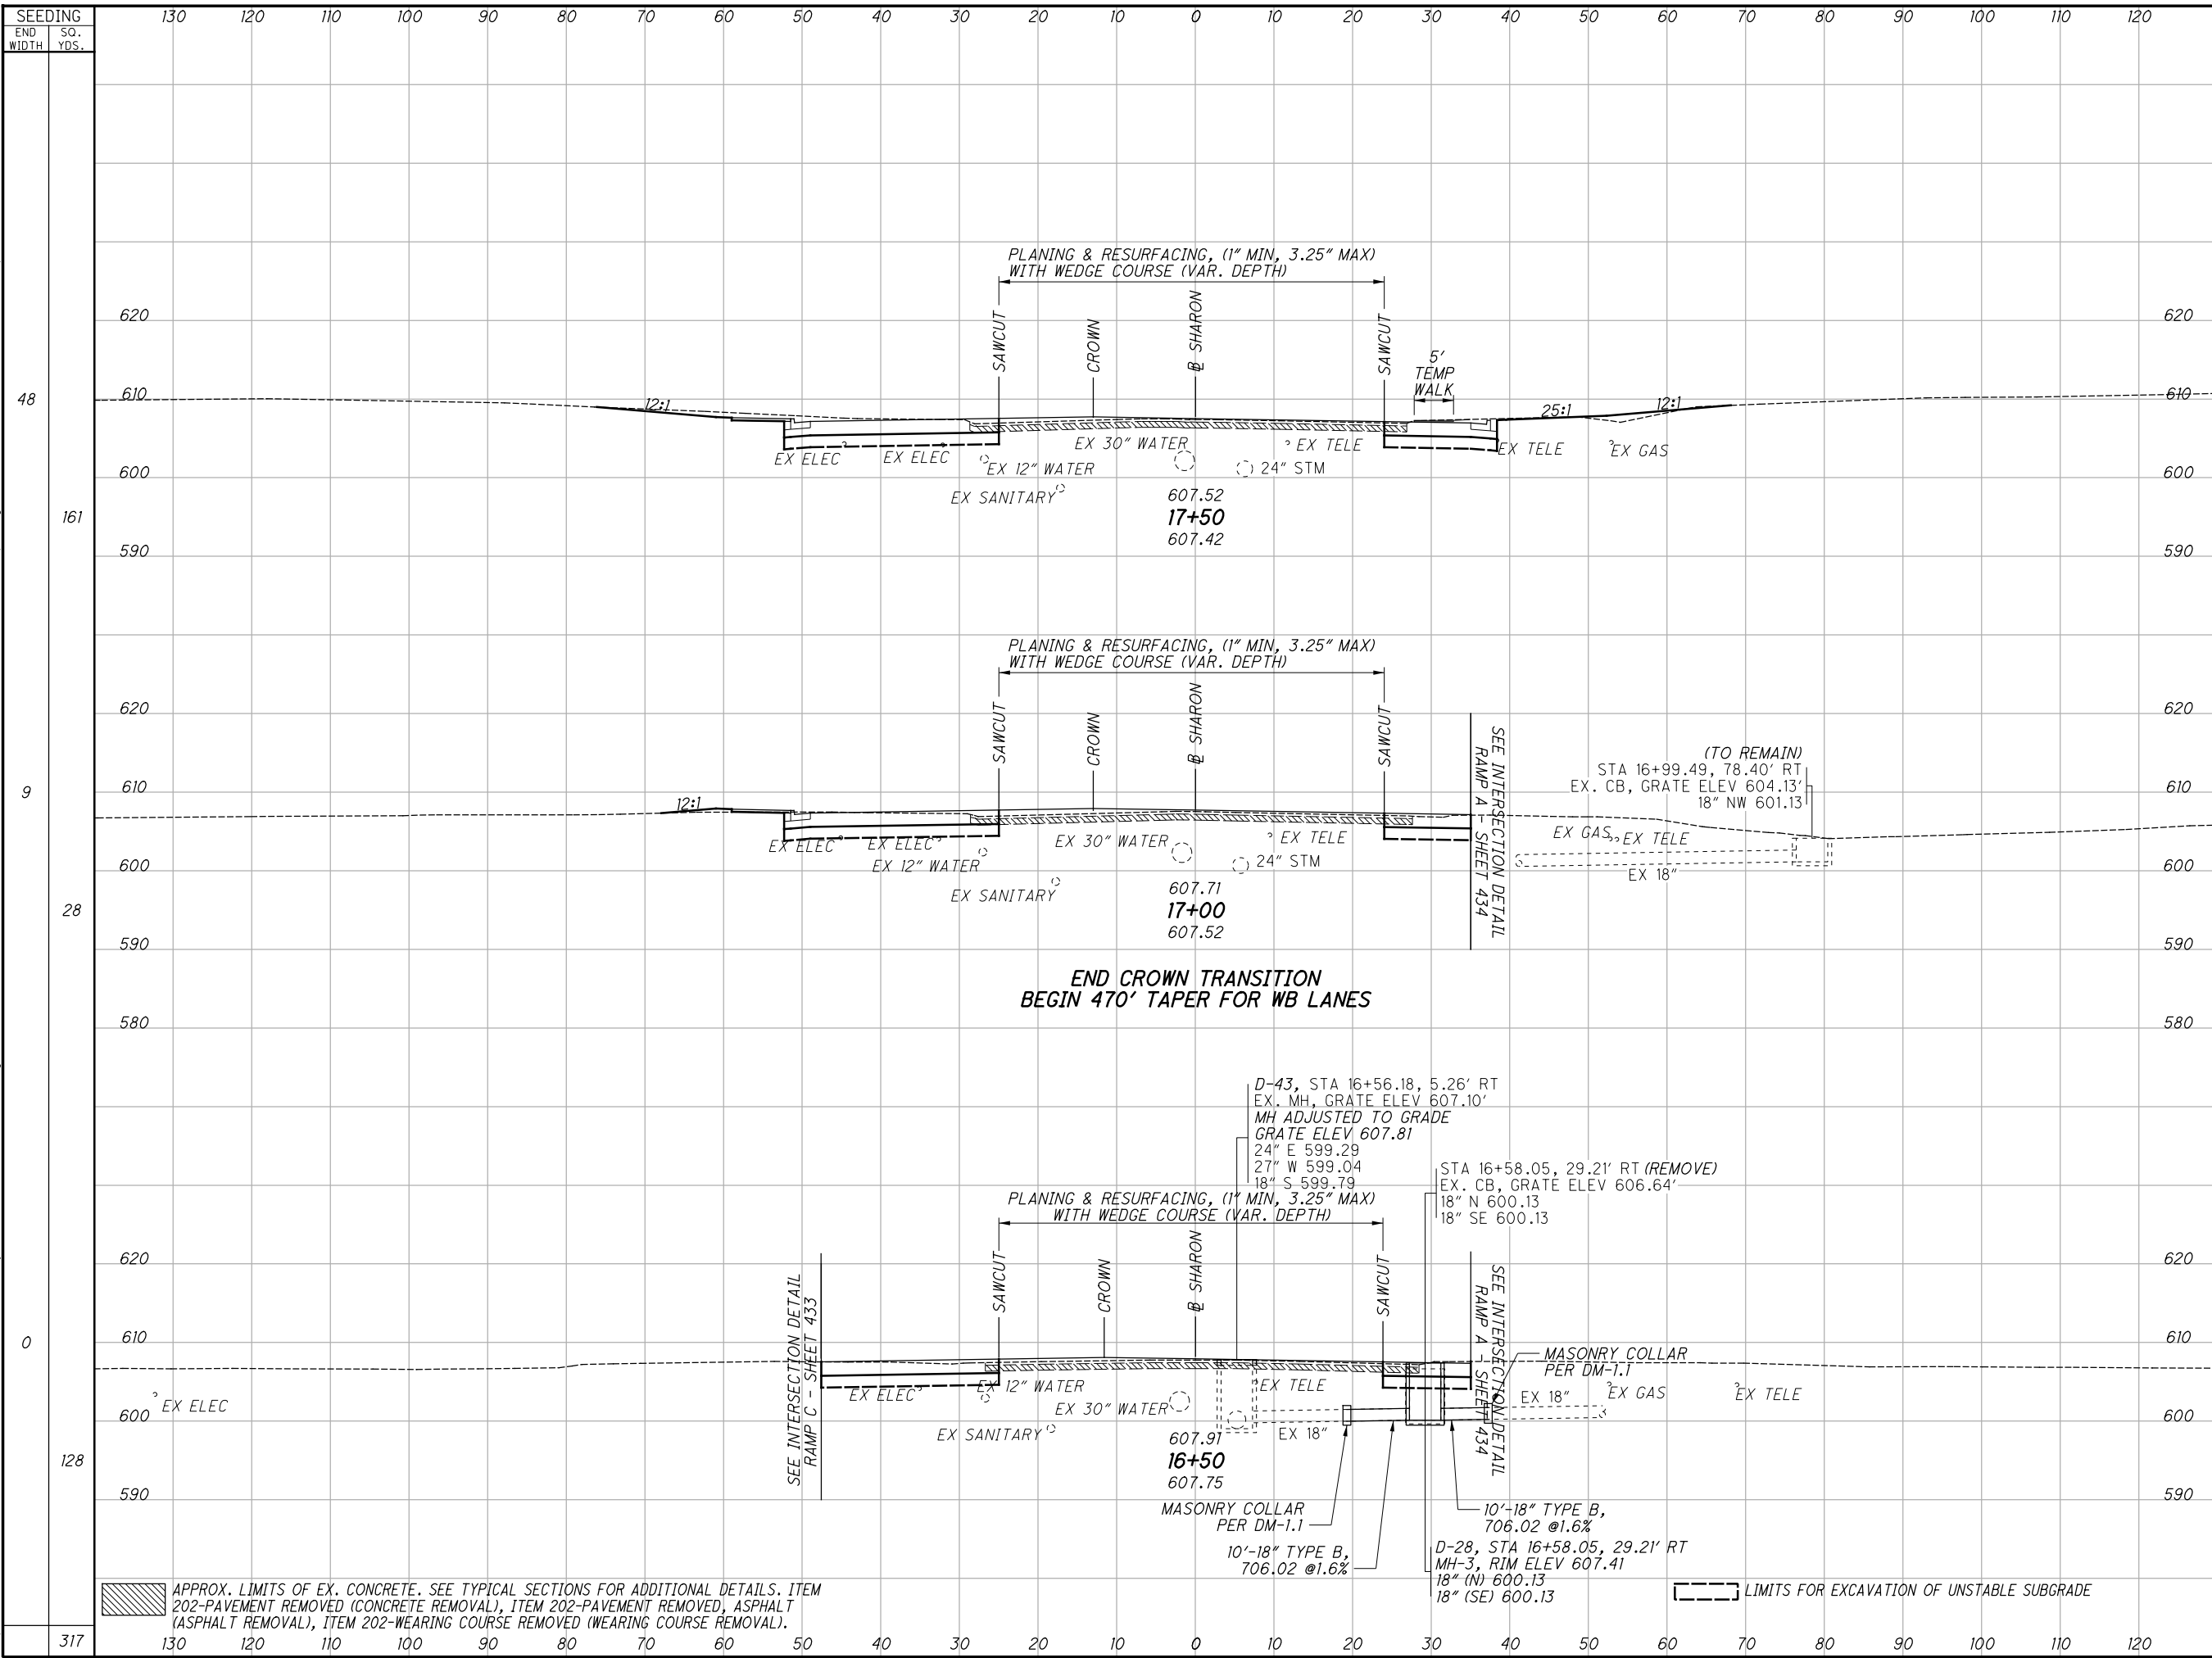 SEEDING
END WIDTH
SQ. YDS.
130 120 110 100 90 80 70 60 50 40 30 20 10 0 10 20 30 40 50 60 70 80 90 100 110 120
PLANING & RESURFACING, (1" MIN, 3.25" MAX)
WITH WEDGE COURSE (VAR. DEPTH)
SAWCUT
CROWN
℄ SHARON
SAWCUT
5'
TEMP
WALK
620
620
48
610
610
12:1
25:1
12:1
EX ELEC
EX ELEC
EX 12" WATER
EX 30" WATER
EX TELE
EX TELE
EX GAS
24" STM
EX SANITARY
600
600
607.52
161
17+50
607.42
590
590
PLANING & RESURFACING, (1" MIN, 3.25" MAX)
WITH WEDGE COURSE (VAR. DEPTH)
SAWCUT
CROWN
℄ SHARON
SAWCUT
SEE INTERSECTION DETAIL
RAMP A - SHEET 434
620
620
(TO REMAIN)
STA 16+99.49, 78.40' RT
EX. CB, GRATE ELEV 604.13'
18" NW 601.13
9
610
610
12:1
EX ELEC
EX ELEC
EX 12" WATER
EX 30" WATER
EX TELE
EX GAS
EX TELE
24" STM
EX 18"
EX SANITARY
600
600
607.71
28
17+00
607.52
590
590
END CROWN TRANSITION
BEGIN 470' TAPER FOR WB LANES
580
580
D-43, STA 16+56.18, 5.26' RT
EX. MH, GRATE ELEV 607.10'
MH ADJUSTED TO GRADE
GRATE ELEV 607.81
24" E 599.29
27" W 599.04
18" S 599.79
STA 16+58.05, 29.21' RT (REMOVE)
EX. CB, GRATE ELEV 606.64'
18" N 600.13
18" SE 600.13
PLANING & RESURFACING, (1" MIN, 3.25" MAX)
WITH WEDGE COURSE (VAR. DEPTH)
SEE INTERSECTION DETAIL
RAMP C - SHEET 433
SAWCUT
CROWN
℄ SHARON
SAWCUT
SEE INTERSECTION DETAIL
RAMP A - SHEET 434
620
620
0
610
610
MASONRY COLLAR
PER DM-1.1
EX ELEC
EX ELEC
EX 12" WATER
EX TELE
EX 30" WATER
EX 18"
EX GAS
EX TELE
600
600
EX SANITARY
EX 18"
607.91
128
16+50
607.75
590
590
MASONRY COLLAR
PER DM-1.1
10'-18" TYPE B,
706.02 @1.6%
10'-18" TYPE B,
706.02 @1.6%
D-28, STA 16+58.05, 29.21' RT
MH-3, RIM ELEV 607.41
18" (N) 600.13
18" (SE) 600.13
APPROX. LIMITS OF EX. CONCRETE. SEE TYPICAL SECTIONS FOR ADDITIONAL DETAILS. ITEM
202-PAVEMENT REMOVED (CONCRETE REMOVAL), ITEM 202-PAVEMENT REMOVED, ASPHALT
(ASPHALT REMOVAL), ITEM 202-WEARING COURSE REMOVED (WEARING COURSE REMOVAL).
LIMITS FOR EXCAVATION OF UNSTABLE SUBGRADE
317
130 120 110 100 90 80 70 60 50 40 30 20 10 0 10 20 30 40 50 60 70 80 90 100 110 120